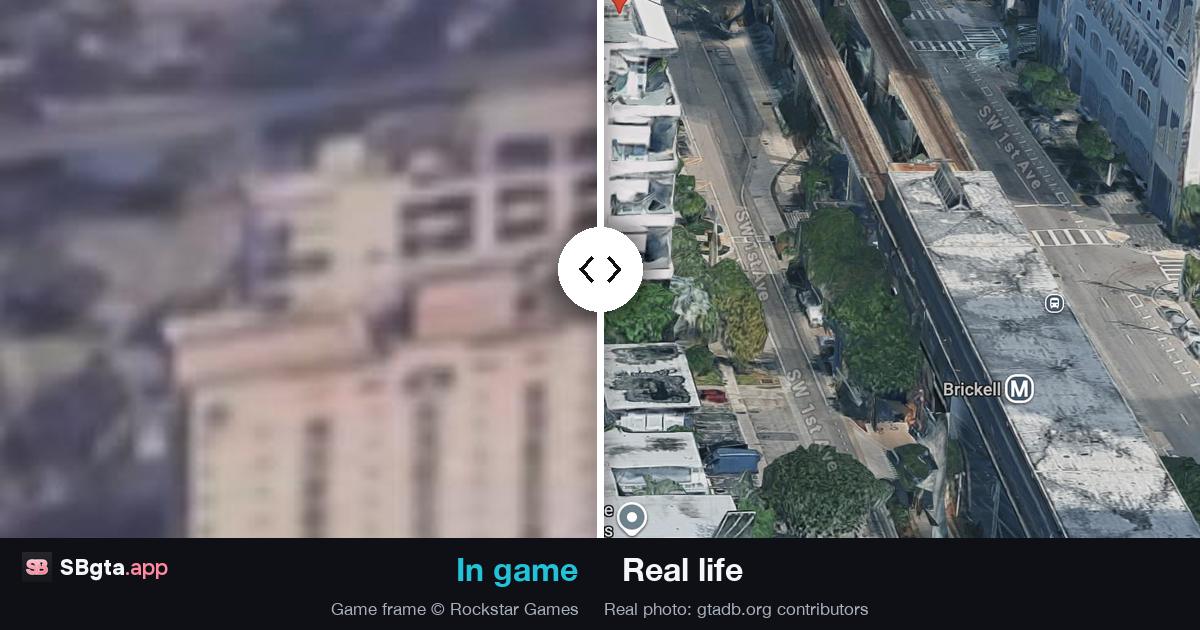 SW 1st Ave
SW 1st Ave
Brickell M
SW 1st Ave
e
s
SBgta.app
In game
Real life
Game frame © Rockstar Games
Real photo: gtadb.org contributors